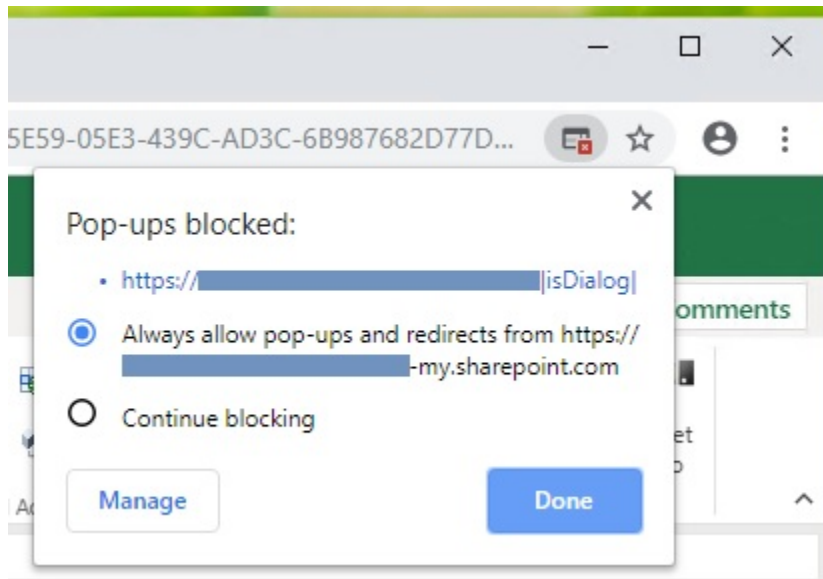 5E59-05E3-439C-AD3C-6B987682D77D...
Pop-ups blocked:
• https:// |isDialog|
Always allow pop-ups and redirects from https://
-my.sharepoint.com
Continue blocking
Manage
Done
omments
et